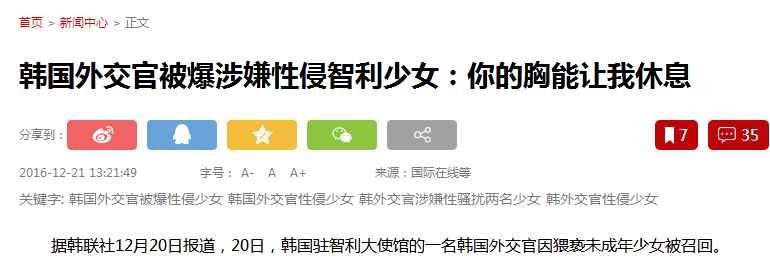 首页 > 新闻中心 > 正文
韩国外交官被爆涉嫌性侵智利少女：你的胸能让我休息
分享到： 7 35
2016-12-21 13:21:49 字号： A- A A+ 来源：国际在线等
关键字: 韩国外交官被爆性侵少女 韩国外交官性侵少女 韩外交官涉嫌性骚扰两名少女 韩外交官性侵少女
据韩联社12月20日报道，20日，韩国驻智利大使馆的一名韩国外交官因猥亵未成年少女被召回。